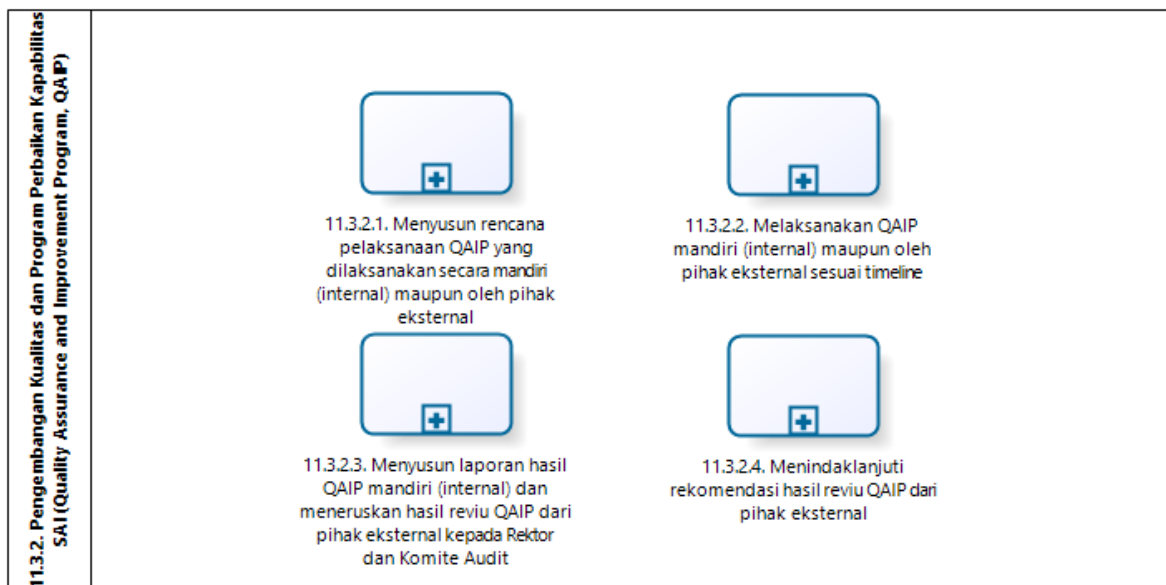 11.3.2. Pengembangan Kualitas dan Program Perbaikan Kapabilitas
SAI (Quality Assurance and Improvement Program, QAIP)
11.3.2.1. Menyusun rencana
pelaksanaan QAIP yang
dilaksanakan secara mandiri
(internal) maupun oleh pihak
eksternal
11.3.2.2. Melaksanakan QAIP
mandiri (internal) maupun oleh
pihak eksternal sesuai timeline
11.3.2.3. Menyusun laporan hasil
QAIP mandiri (internal) dan
meneruskan hasil reviu QAIP dari
pihak eksternal kepada Rektor
dan Komite Audit
11.3.2.4. Menindaklanjuti
rekomendasi hasil reviu QAIP dari
pihak eksternal